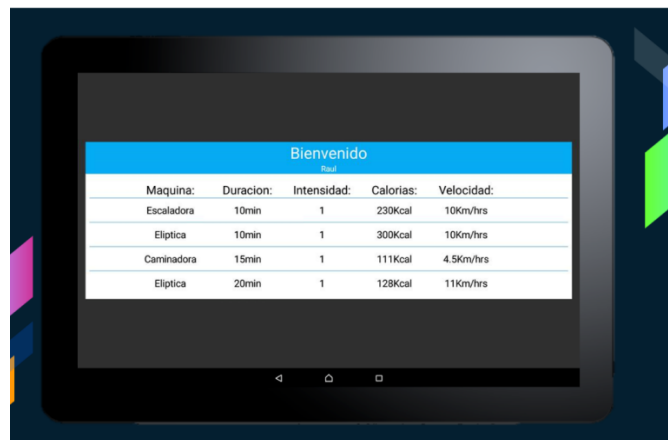 Bienvenido
Raul
Maquina: Duracion: Intensidad: Calorias: Velocidad:
Escaladora 10min 1 230Kcal 10Km/hrs
Eliptica 10min 1 300Kcal 10Km/hrs
Caminadora 15min 1 111Kcal 4.5Km/hrs
Eliptica 20min 1 128Kcal 11Km/hrs